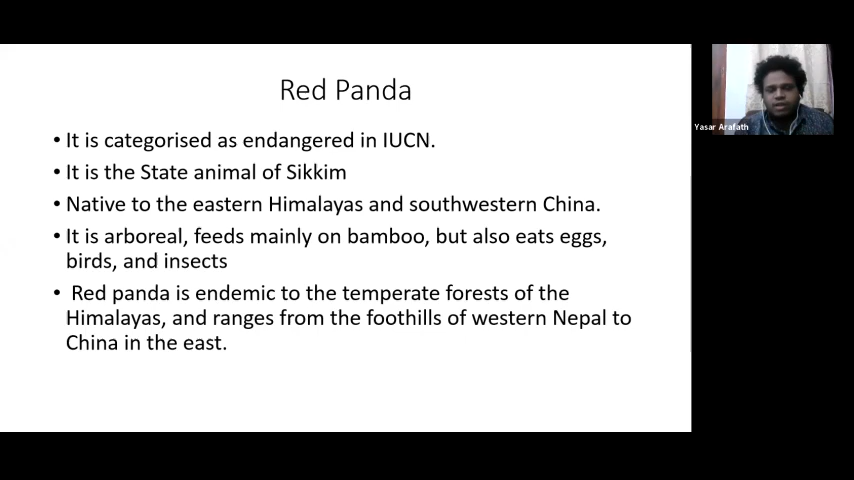 Red Panda
• It is categorised as endangered in IUCN.
• It is the State animal of Sikkim
• Native to the eastern Himalayas and southwestern China.
• It is arboreal, feeds mainly on bamboo, but also eats eggs,
birds, and insects
• Red panda is endemic to the temperate forests of the
Himalayas, and ranges from the foothills of western Nepal to
China in the east.
Yasar Arafath